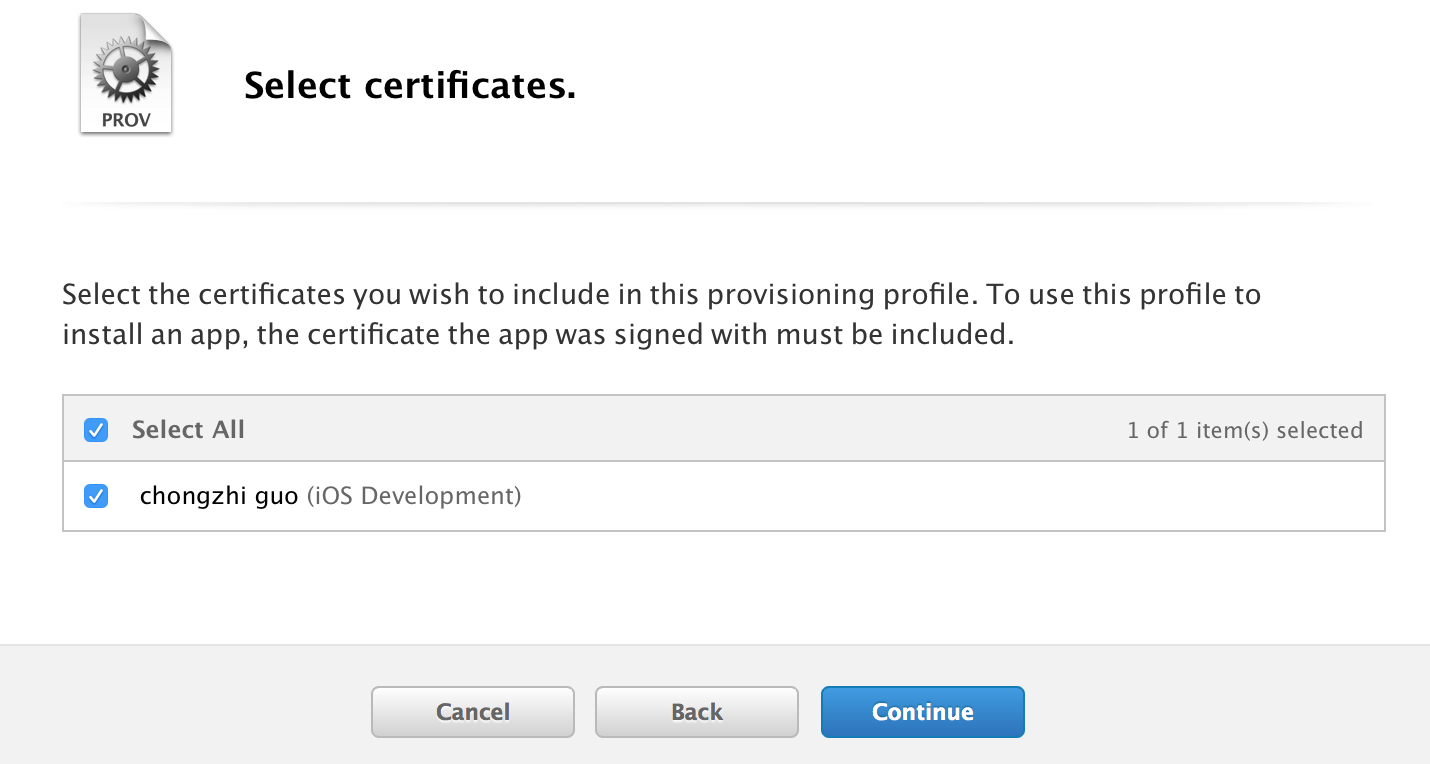 PROV
Select certificates.
Select the certificates you wish to include in this provisioning profile. To use this profile to
install an app, the certificate the app was signed with must be included.
Select All
1 of 1 item(s) selected
chongzhi guo (iOS Development)
Cancel
Back
Continue